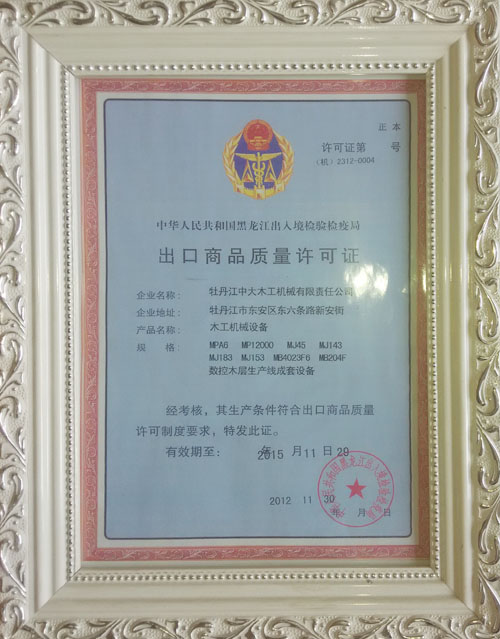 正 本
许可证第 号
(机) 2312-0004
中华人民共和国黑龙江出入境检验检疫局
出口商品质量许可证
企业名称： 牡丹江中大木工机械有限责任公司
企业地址： 牡丹江市东安区东六条路新安街
产品名称： 木工机械设备
规 格： MPA6 MP12000 MJ45 MJ143
MJ183 MJ153 MB4023F6 MB204F
数控木层生产线成套设备
经考核，其生产条件符合出口商品质量
许可制度要求，特发此证。
有效期至： 2015 年 11 月 29 日
2012 年 11 月 30 日